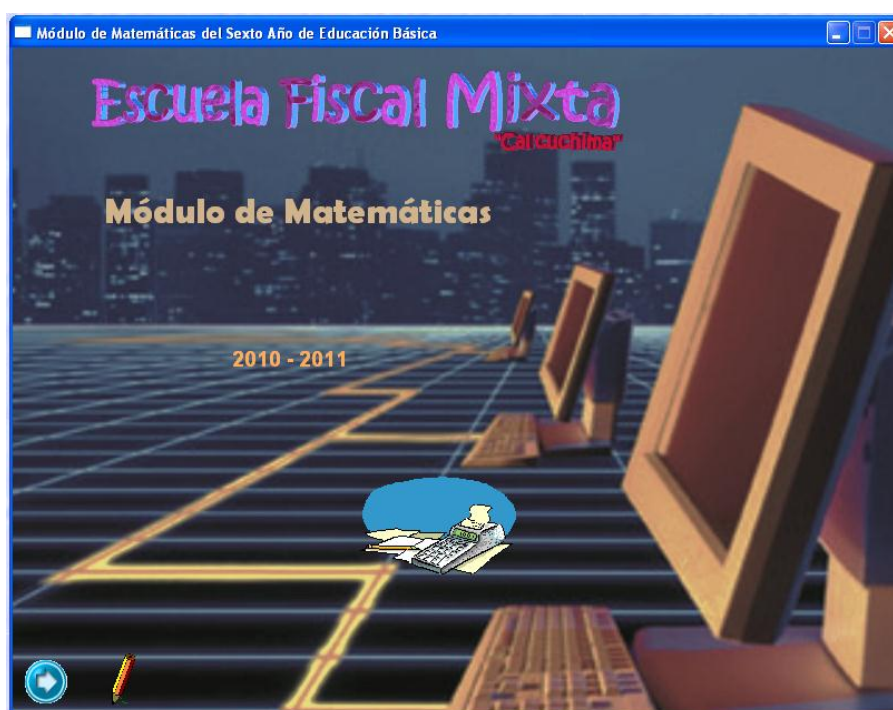 Módulo de Matemáticas del Sexto Año de Educación Básica
Escuela Fiscal Mixta
"Calicuchima"
Módulo de Matemáticas
2010 - 2011